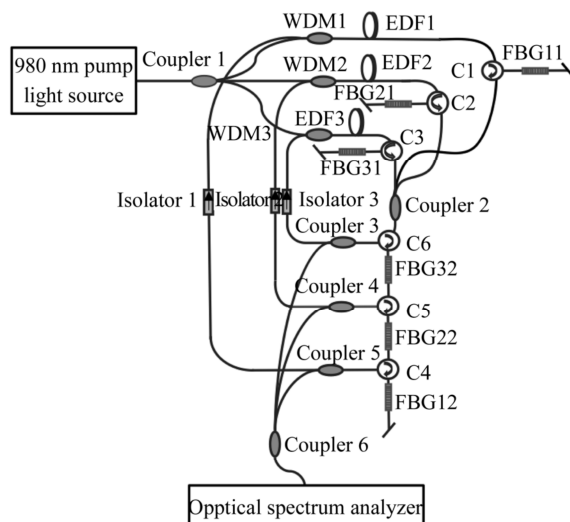 WDM1
EDF1
Coupler 1
FBG11
980 nm pump
light source
WDM2
EDF2
C1
FBG21
C2
WDM3
EDF3
C3
FBG31
Isolator 1
Isolator 2
Isolator 3
Coupler 2
Coupler 3
C6
FBG32
Coupler 4
C5
FBG22
Coupler 5
C4
FBG12
Coupler 6
Opptical spectrum analyzer